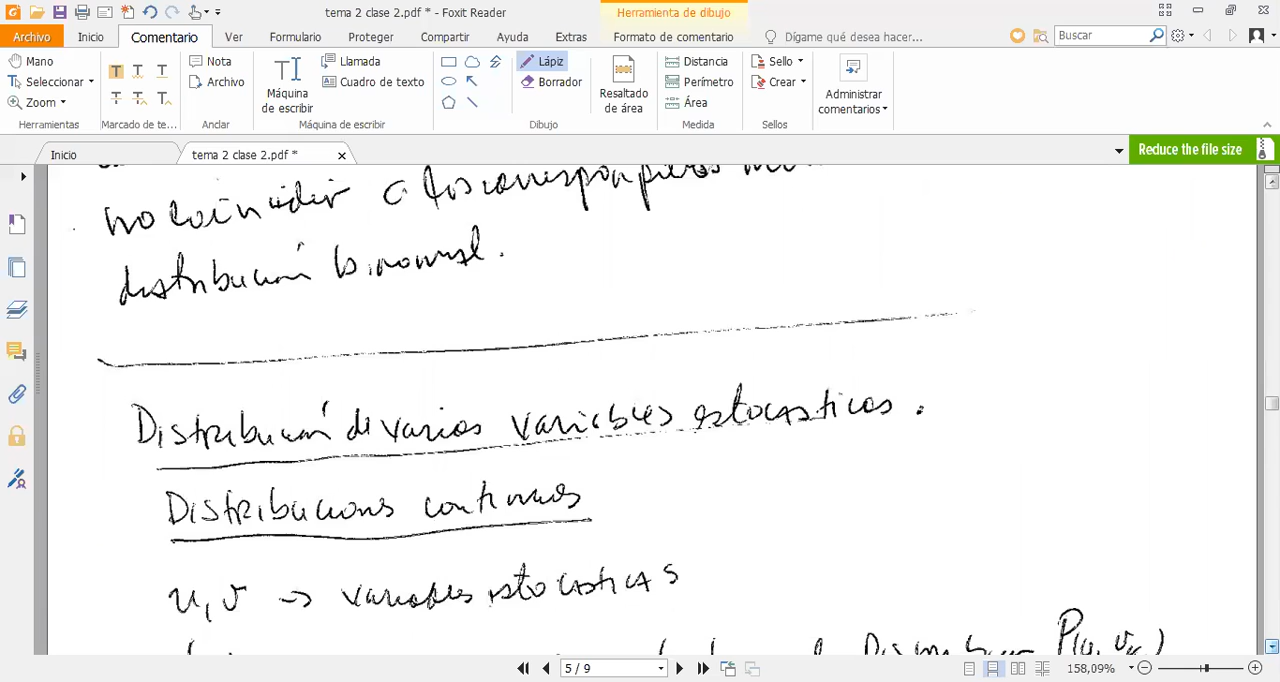 tema 2 clase 2.pdf * - Foxit Reader
Herramienta de dibujo
Archivo Inicio Comentario Ver Formulario Proteger Compartir Ayuda Extras Formato de comentario Dígame qué desea hacer... Buscar
Mano Nota Llamada Lápiz Distancia Sello
Seleccionar Archivo Cuadro de texto Borrador Perímetro Crear
Zoom Área
Máquina de escribir
Resaltado de área
Administrar comentarios
Herramientas Marcado de te... Anclar Máquina de escribir Dibujo Medida Sellos
Inicio tema 2 clase 2.pdf * Reduce the file size
no coincidir
distribución binomial.
Distribución de varias variables estocasticas.
Distribuciones continuas
u, v → variables estocasticas
5 / 9 158,09%